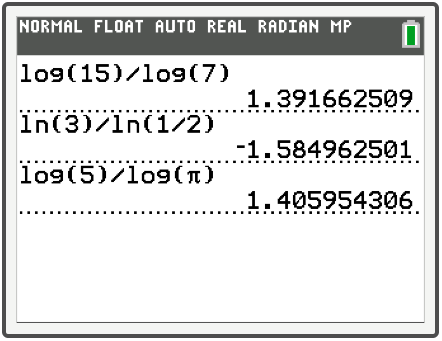 NORMAL FLOAT AUTO REAL RADIAN MP
log(15)/log(7)
1.391662509
ln(3)/ln(1/2)
-1.584962501
log(5)/log(π)
1.405954306